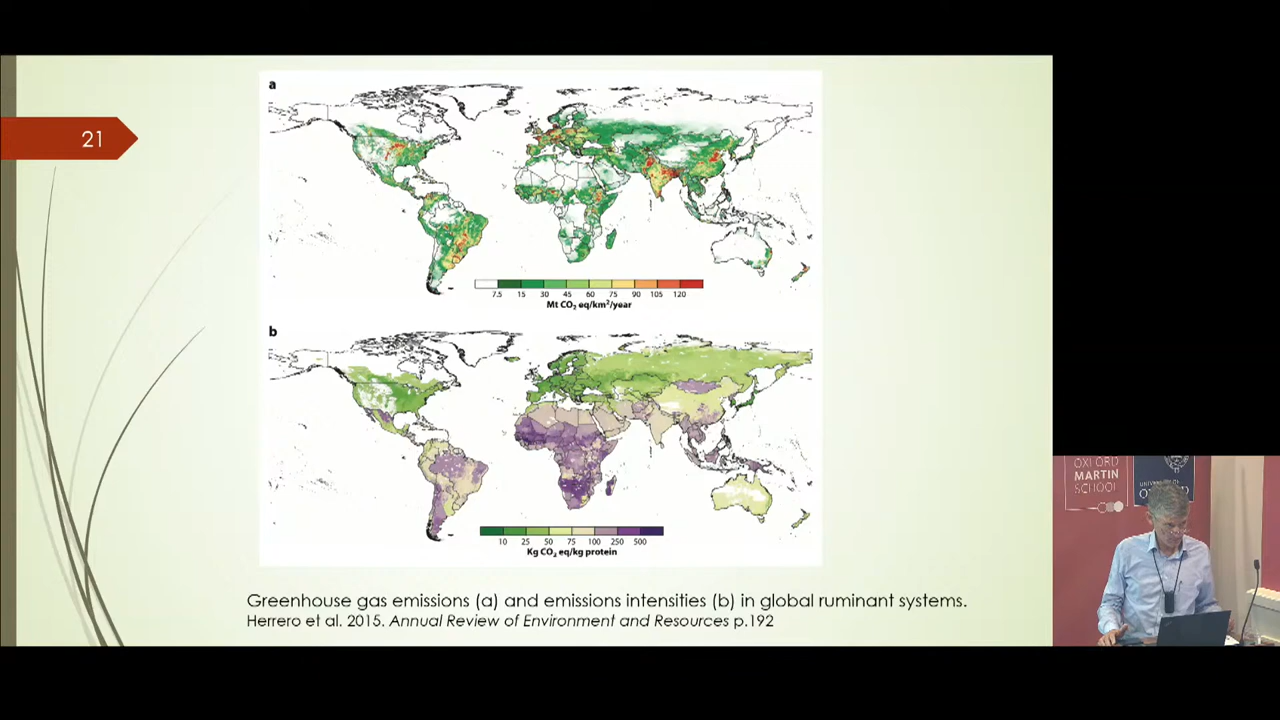 21
a
7.5 15 30 45 60 75 90 105 120
Mt CO₂ eq/km²/year
b
10 25 50 75 100 250 500
Kg CO₂ eq/kg protein
Greenhouse gas emissions (a) and emissions intensities (b) in global ruminant systems.
Herrero et al. 2015. Annual Review of Environment and Resources p.192
OXFORD
MARTIN
SCHOOL